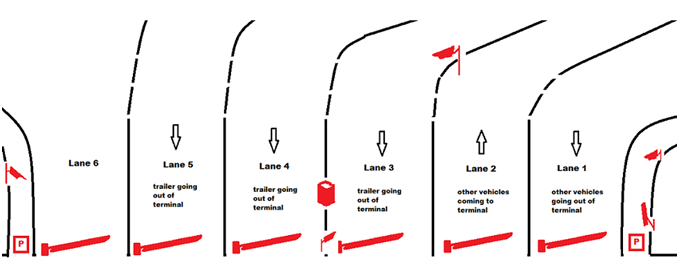 Lane 6
Lane 5
trailer going
out of
terminal
Lane 4
trailer going
out of
terminal
Lane 3
trailer going
out of
terminal
Lane 2
other vehicles
coming to
terminal
Lane 1
other vehicles
going out of
terminal
P
P